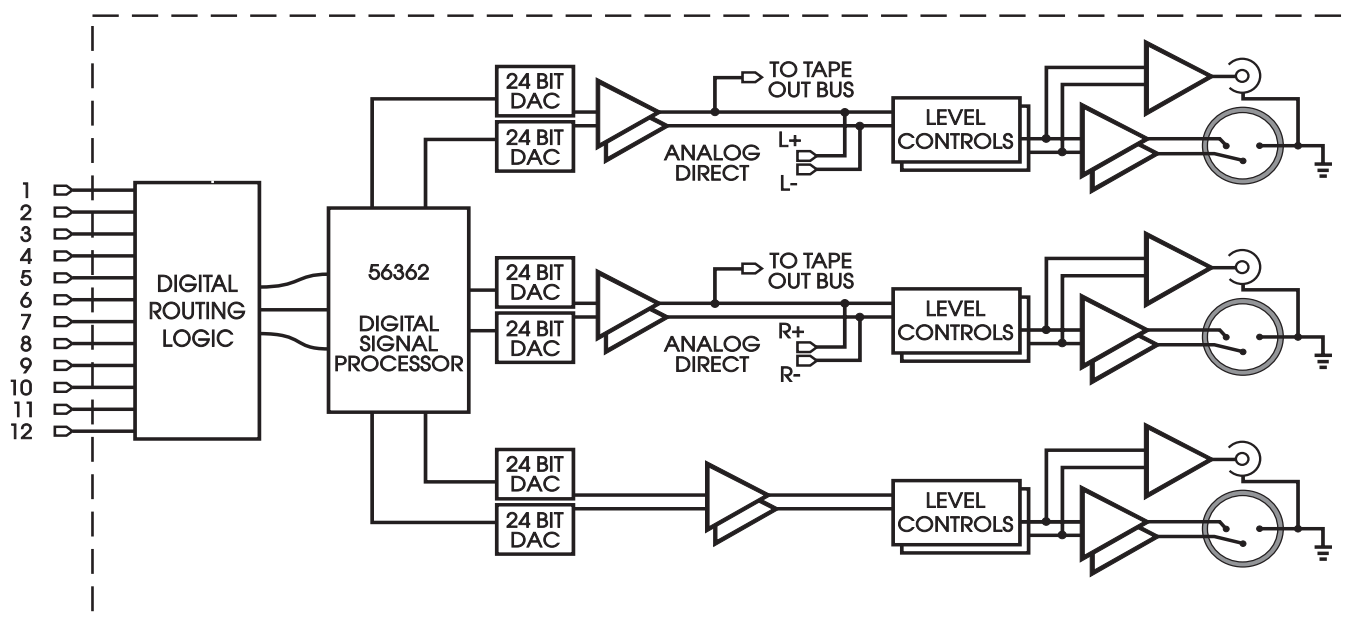 1
2
3
4
5
6
7
8
9
10
11
12
DIGITAL
ROUTING
LOGIC
56362
DIGITAL
SIGNAL
PROCESSOR
24 BIT
DAC
24 BIT
DAC
TO TAPE
OUT BUS
ANALOG
DIRECT
L+
L-
LEVEL
CONTROLS
24 BIT
DAC
24 BIT
DAC
TO TAPE
OUT BUS
ANALOG
DIRECT
R+
R-
LEVEL
CONTROLS
24 BIT
DAC
24 BIT
DAC
LEVEL
CONTROLS